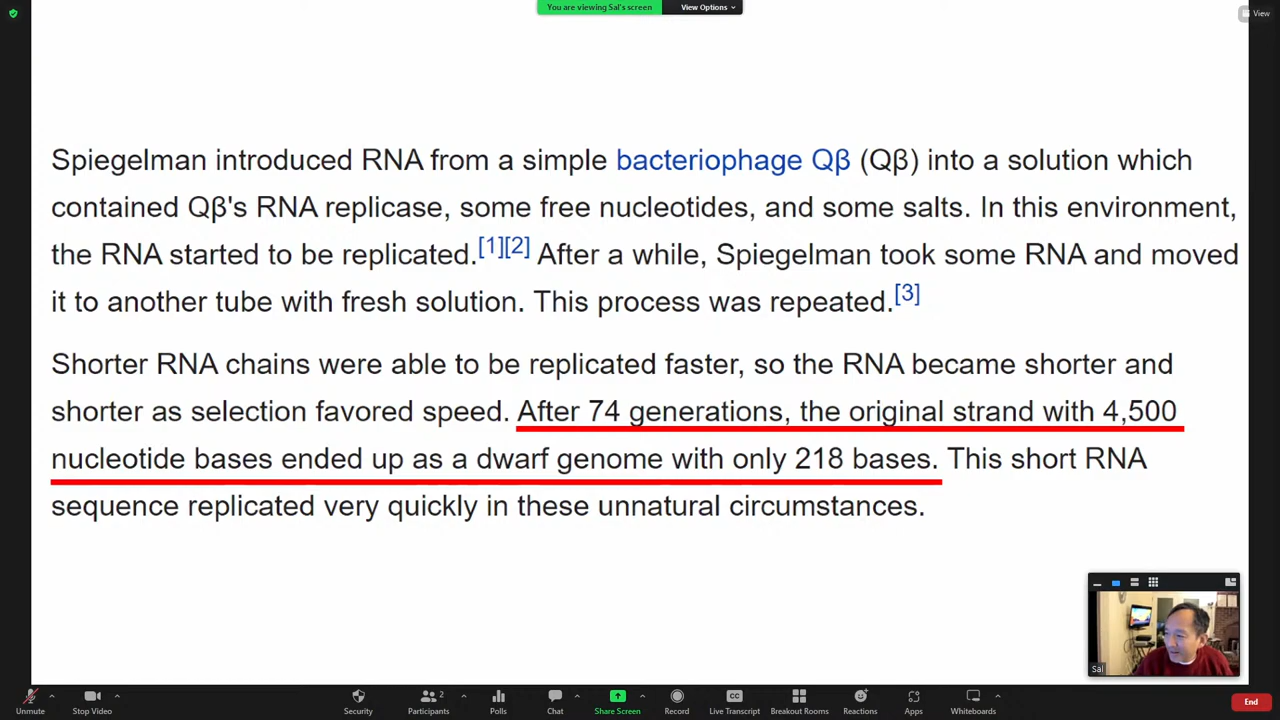 You are viewing Sal's screen
View Options
View
Spiegelman introduced RNA from a simple bacteriophage Qβ (Qβ) into a solution which
contained Qβ's RNA replicase, some free nucleotides, and some salts. In this environment,
the RNA started to be replicated.[1][2] After a while, Spiegelman took some RNA and moved
it to another tube with fresh solution. This process was repeated.[3]
Shorter RNA chains were able to be replicated faster, so the RNA became shorter and
shorter as selection favored speed. After 74 generations, the original strand with 4,500
nucleotide bases ended up as a dwarf genome with only 218 bases. This short RNA
sequence replicated very quickly in these unnatural circumstances.
Sal
Unmute
Stop Video
Security
Participants
2
Polls
Chat
Share Screen
Record
CC
Live Transcript
Breakout Rooms
Reactions
Apps
Whiteboards
End